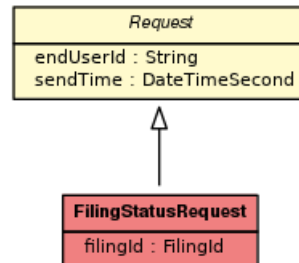 Request
endUserId : String
sendTime : DateTimeSecond
FilingStatusRequest
filingId : FilingId